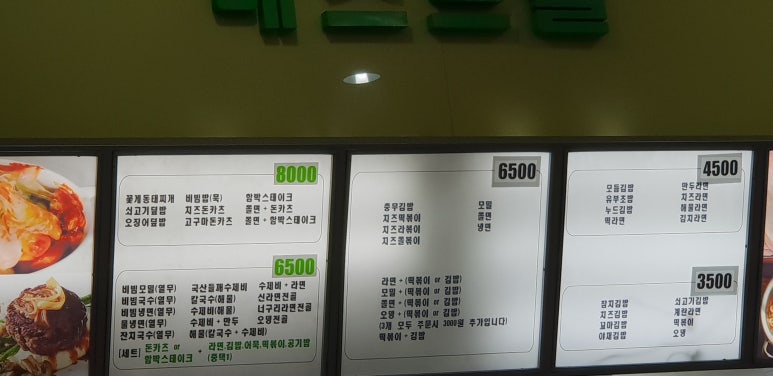 8000
꽃게동태찌개 비빔밥(묵) 함박스테이크
쇠고기덮밥 치즈돈카츠 쫄면 + 돈카츠
오징어덮밥 고구마돈카츠 쫄면 + 함박스테이크
6500
비빔모밀(열무) 국산들깨수제비 수제비 + 라면
비빔국수(열무) 칼국수(해물) 신라면전골
비빔냉면(열무) 수제비(해물) 너구리라면전골
물냉면(열무) 수제비 + 만두 오뎅전골
잔치국수(열무) 해물(칼국수 + 수제비)
[세트] 돈카츠 or 함박스테이크 + 라면.김밥.어묵.떡볶이.공기밥 (중택1)
6500
충무김밥 모밀
치즈떡볶이 쫄면
치즈라볶이 냉면
치즈쫄볶이
라면 + (떡볶이 or 김밥)
모밀 + (떡볶이 or 김밥)
쫄면 + (떡볶이 or 김밥)
오뎅 + (떡볶이 or 김밥)
(3개 모두 주문시 3000원 추가입니다)
떡볶이 + 김밥
4500
모듬김밥 만두라면
유부초밥 치즈라면
누드김밥 해물라면
떡라면 김치라면
3500
참치김밥 쇠고기김밥
치즈김밥 계란라면
꼬마김밥 떡볶이
야채김밥 오뎅